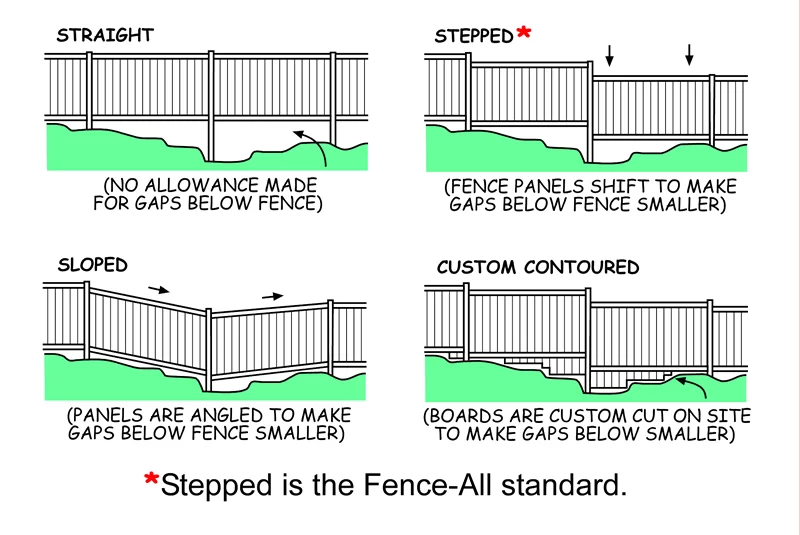 STRAIGHT
(NO ALLOWANCE MADE
FOR GAPS BELOW FENCE)
STEPPED*
(FENCE PANELS SHIFT TO MAKE
GAPS BELOW FENCE SMALLER)
SLOPED
(PANELS ARE ANGLED TO MAKE
GAPS BELOW FENCE SMALLER)
CUSTOM CONTOURED
(BOARDS ARE CUSTOM CUT ON SITE
TO MAKE GAPS BELOW SMALLER)
*Stepped is the Fence-All standard.